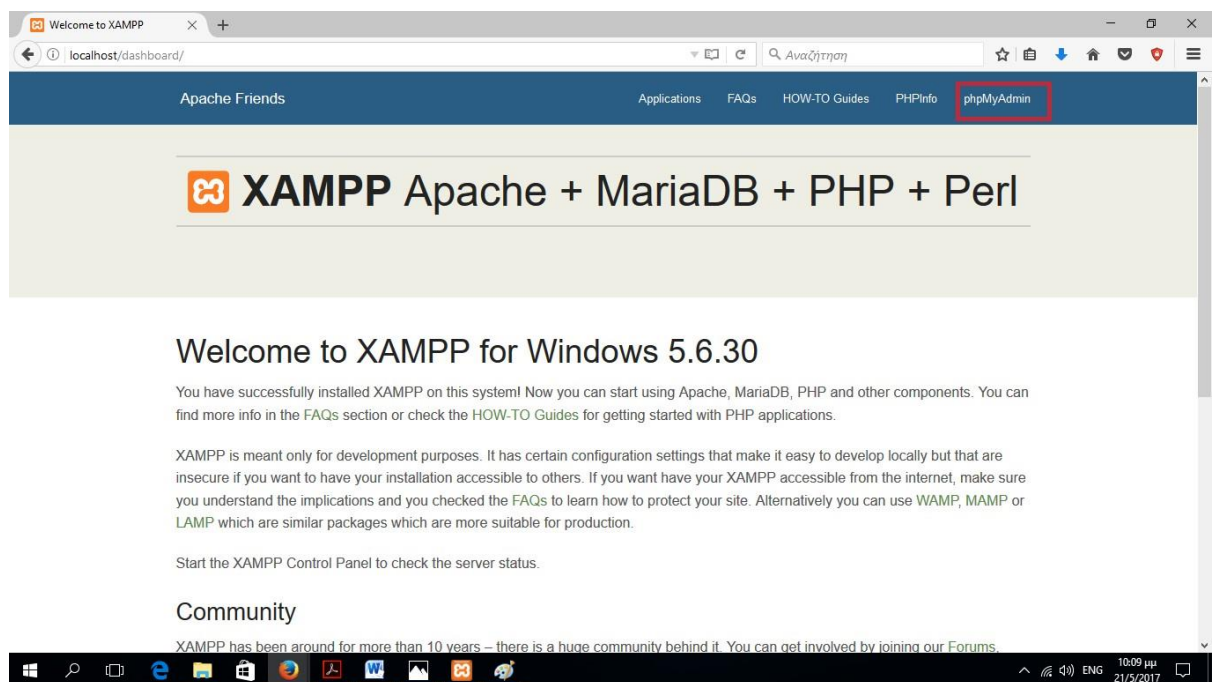 Welcome to XAMPP
localhost/dashboard/
Αναζήτηση
Apache Friends
Applications
FAQs
HOW-TO Guides
PHPInfo
phpMyAdmin
XAMPP Apache + MariaDB + PHP + Perl
Welcome to XAMPP for Windows 5.6.30
You have successfully installed XAMPP on this system! Now you can start using Apache, MariaDB, PHP and other components. You can
find more info in the FAQs section or check the HOW-TO Guides for getting started with PHP applications.
XAMPP is meant only for development purposes. It has certain configuration settings that make it easy to develop locally but that are
insecure if you want to have your installation accessible to others. If you want have your XAMPP accessible from the internet, make sure
you understand the implications and you checked the FAQs to learn how to protect your site. Alternatively you can use WAMP, MAMP or
LAMP which are similar packages which are more suitable for production.
Start the XAMPP Control Panel to check the server status.
Community
XAMPP has been around for more than 10 years – there is a huge community behind it. You can get involved by joining our Forums,
ENG
10:09 μμ
21/5/2017